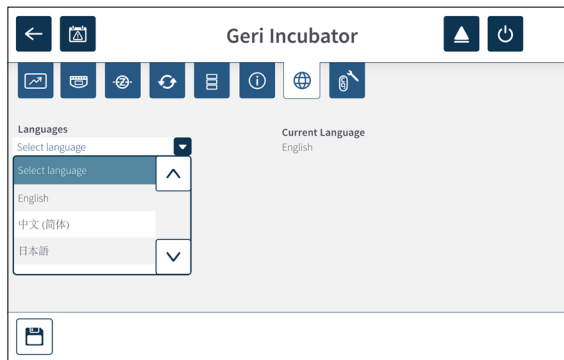 Geri Incubator
Languages
Select language
Select language
English
中文 (简体)
日本語
Current Language
English